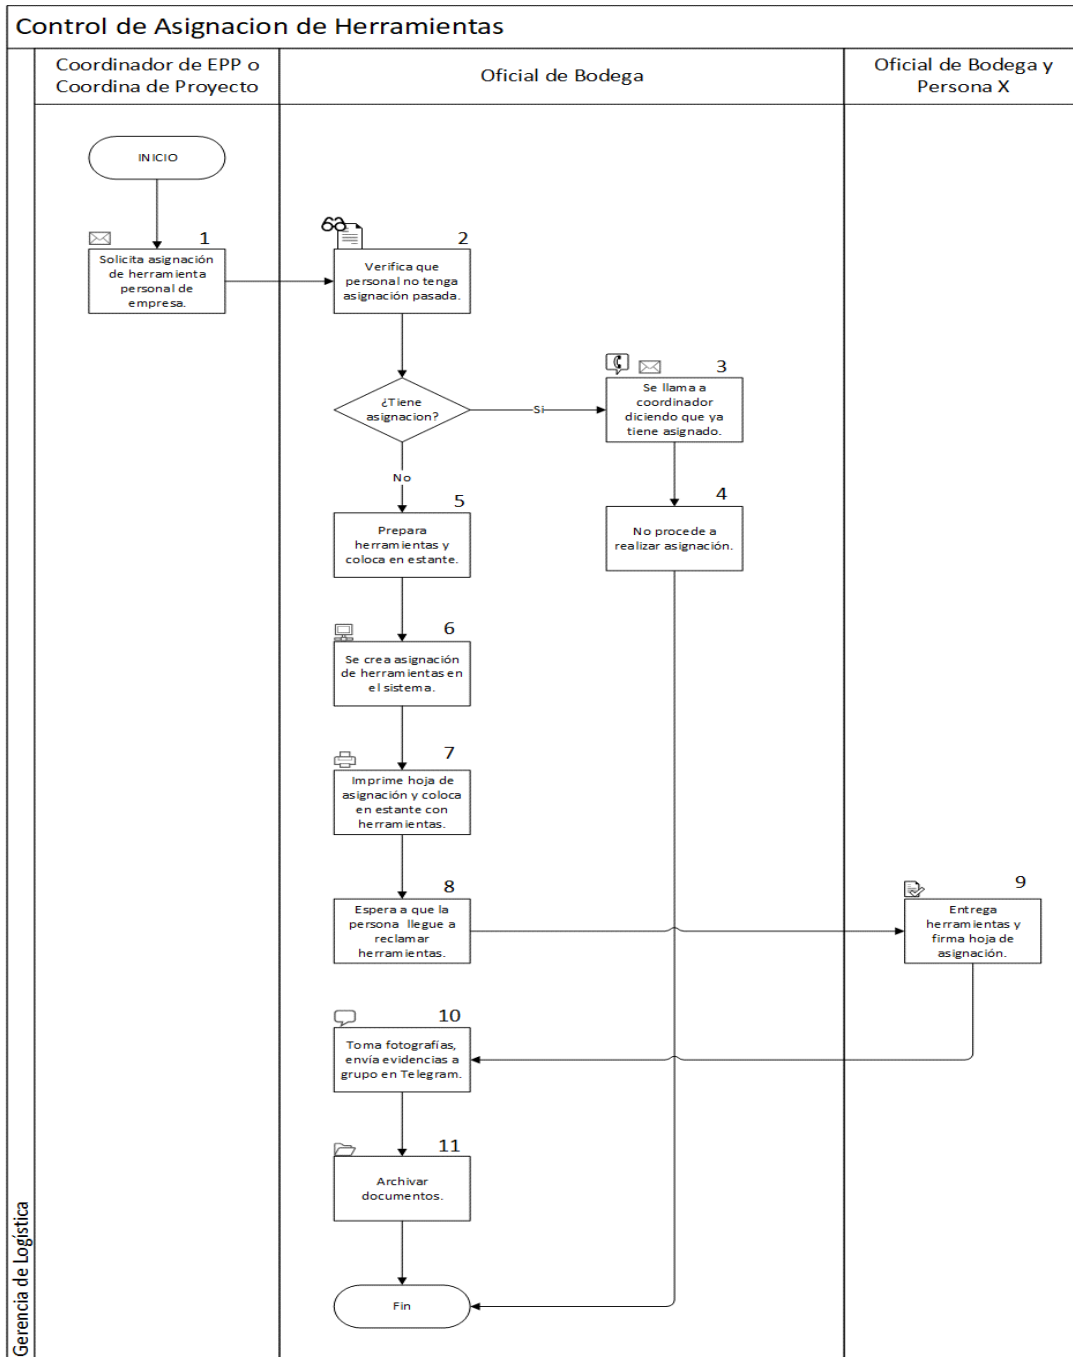 Control de Asignacion de Herramientas
Coordinador de EPP o
Coordina de Proyecto
Oficial de Bodega
Oficial de Bodega y
Persona X
INICIO
1
Solicita asignación
de herramienta
personal de
empresa.
2
Verifica que
personal no tenga
asignación pasada.
¿Tiene
asignacion?
Si
3
Se llama a
coordinador
diciendo que ya
tiene asignado.
No
4
No procede a
realizar asignación.
5
Prepara
herramientas y
coloca en estante.
6
Se crea asignación
de herramientas en
el sistema.
7
Imprime hoja de
asignación y coloca
en estante con
herramientas.
8
Espera a que la
persona llegue a
reclamar
herramientas.
9
Entrega
herramientas y
firma hoja de
asignación.
10
Toma fotografías,
envía evidencias a
grupo en Telegram.
11
Archivar
documentos.
Fin
Gerencia de Logística